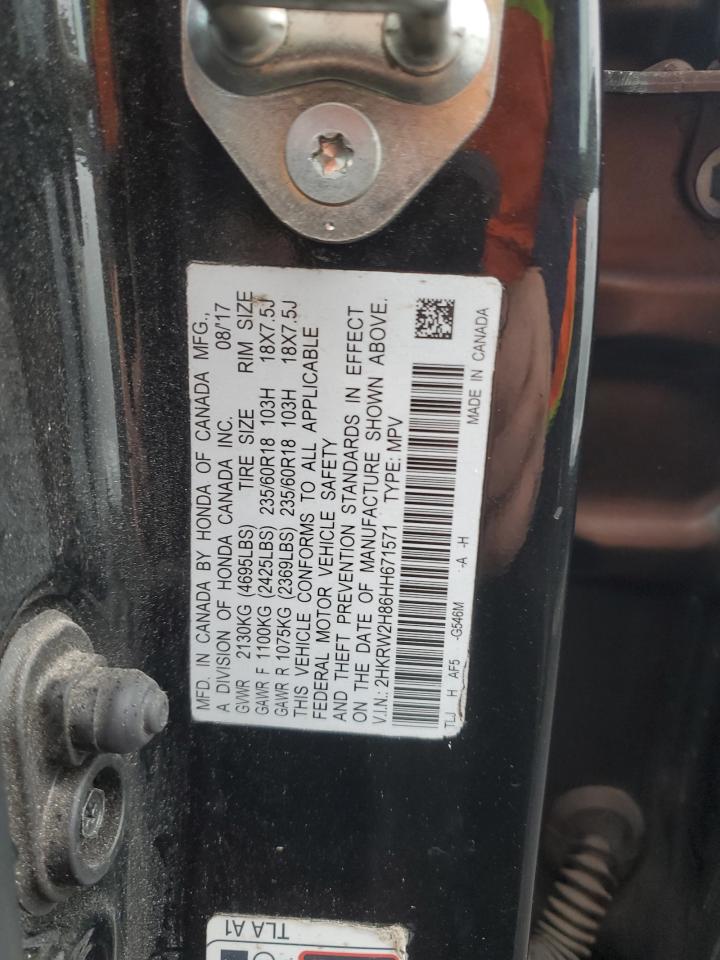 MFD. IN CANADA BY HONDA OF CANADA MFG.,
A DIVISION OF HONDA CANADA INC. 08/'17
GVWR 2130KG (4695LBS) TIRE SIZE RIM SIZE
GAWR F 1100KG (2425LBS) 235/60R18 103H 18X7.5J
GAWR R 1075KG (2369LBS) 235/60R18 103H 18X7.5J
THIS VEHICLE CONFORMS TO ALL APPLICABLE
FEDERAL MOTOR VEHICLE SAFETY
AND THEFT PREVENTION STANDARDS IN EFFECT
ON THE DATE OF MANUFACTURE SHOWN ABOVE.
V.I.N.: 2HKRW2H86HH671571 TYPE: MPV
TLJ H AF5 -G546M -A -H MADE IN CANADA
TLA A1